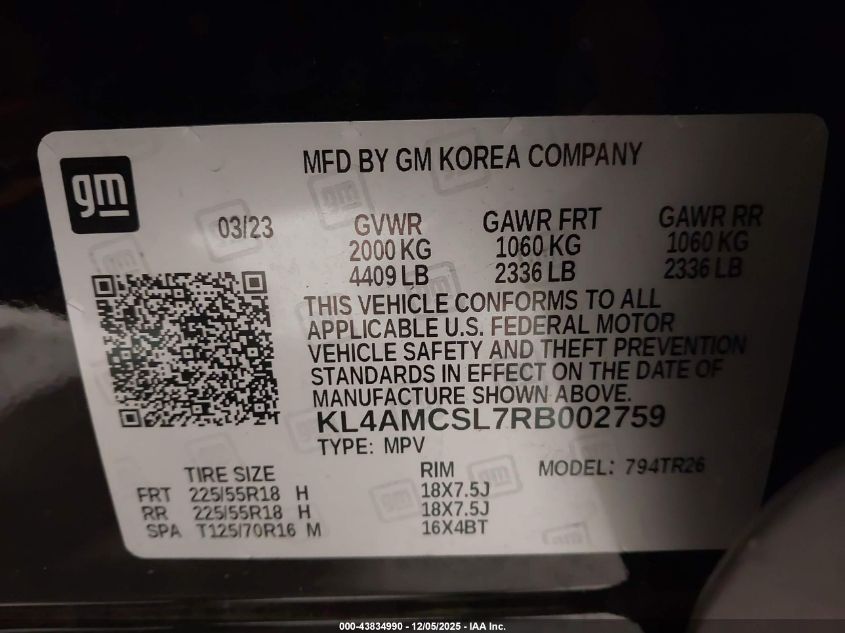 MFD BY GM KOREA COMPANY
gm
03/23 GVWR GAWR FRT GAWR RR
2000 KG 1060 KG 1060 KG
4409 LB 2336 LB 2336 LB
THIS VEHICLE CONFORMS TO ALL
APPLICABLE U.S. FEDERAL MOTOR
VEHICLE SAFETY AND THEFT PREVENTION
STANDARDS IN EFFECT ON THE DATE OF
MANUFACTURE SHOWN ABOVE.
KL4AMCSL7RB002759
TYPE: MPV
TIRE SIZE RIM MODEL: 794TR26
FRT 225/55R18 H 18X7.5J
RR 225/55R18 H 18X7.5J
SPA T125/70R16 M 16X4BT
000-43834990 - 12/05/2025 - IAA Inc.